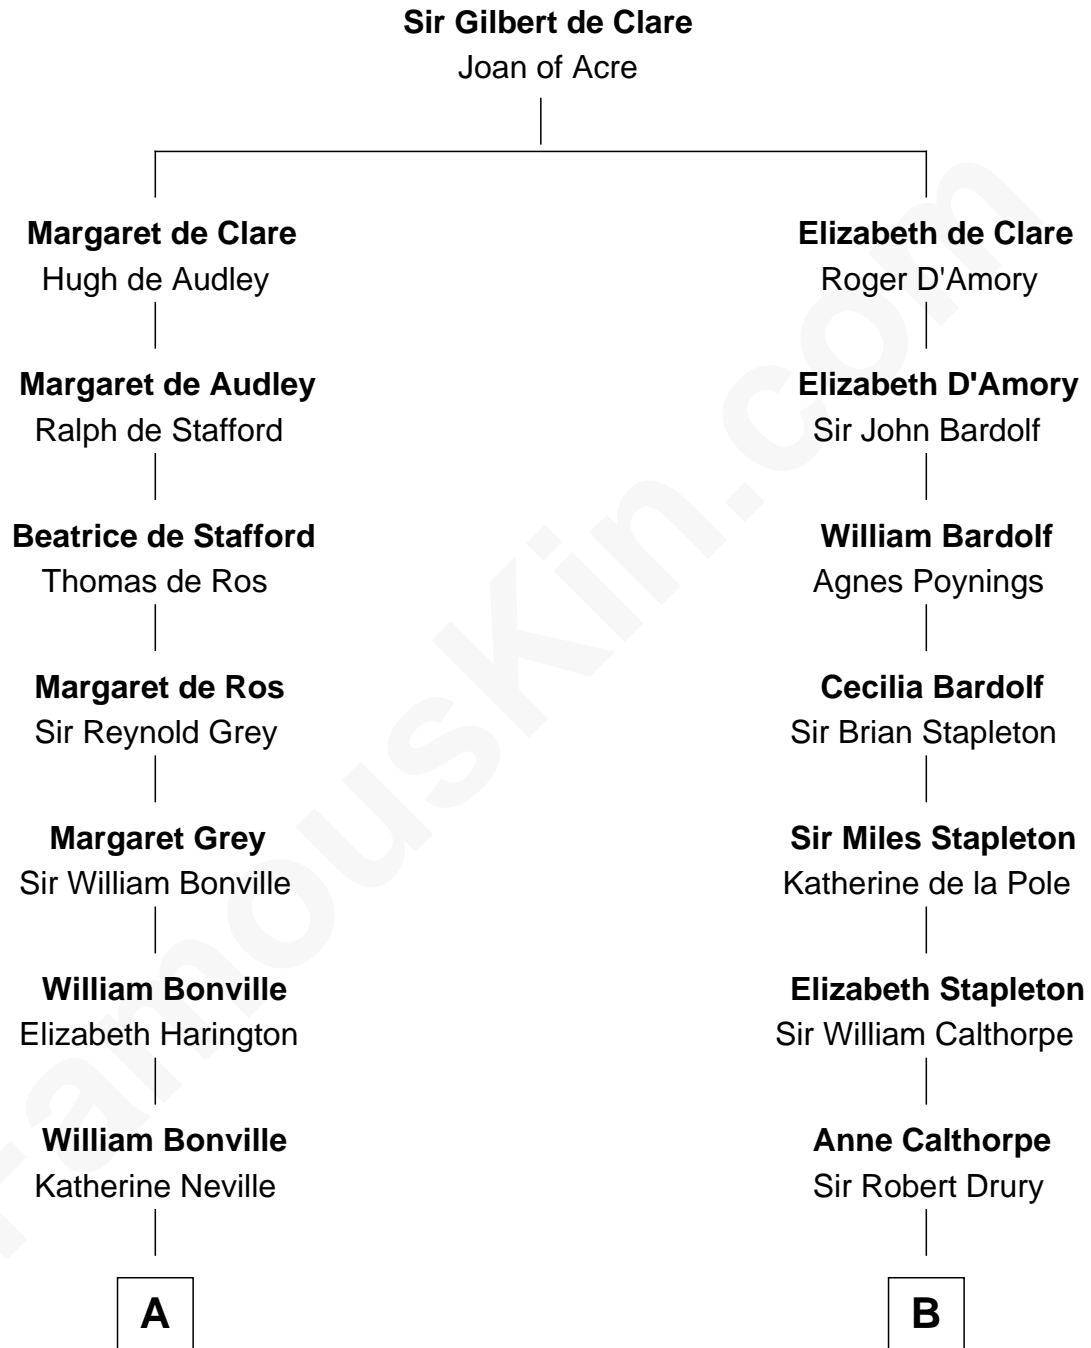 Sir Gilbert de Clare
Joan of Acre
Margaret de Clare
Hugh de Audley
Elizabeth de Clare
Roger D'Amory
Margaret de Audley
Ralph de Stafford
Elizabeth D'Amory
Sir John Bardolf
Beatrice de Stafford
Thomas de Ros
William Bardolf
Agnes Poynings
Margaret de Ros
Sir Reynold Grey
Cecilia Bardolf
Sir Brian Stapleton
Margaret Grey
Sir William Bonville
Sir Miles Stapleton
Katherine de la Pole
William Bonville
Elizabeth Harington
Elizabeth Stapleton
Sir William Calthorpe
William Bonville
Katherine Neville
Anne Calthorpe
Sir Robert Drury
A
B
FamousKin.com